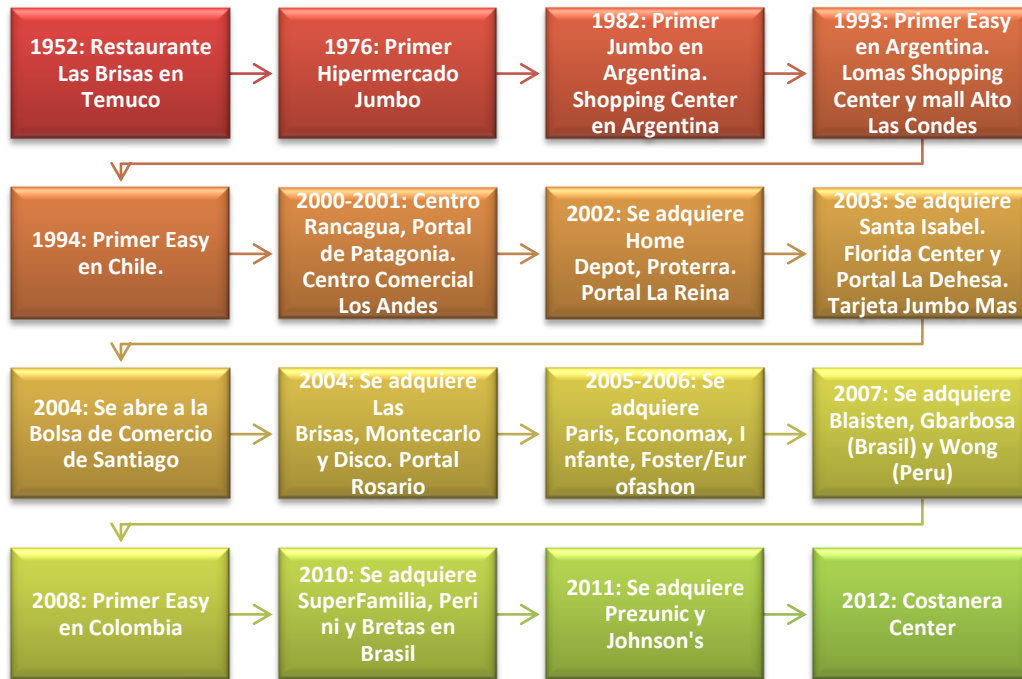 1952: Restaurante
Las Brisas en
Temuco
1976: Primer
Hipermercado
Jumbo
1982: Primer
Jumbo en
Argentina.
Shopping Center
en Argentina
1993: Primer Easy
en Argentina.
Lomas Shopping
Center y mall Alto
Las Condes
1994: Primer Easy
en Chile.
2000-2001: Centro
Rancagua, Portal
de Patagonia.
Centro Comercial
Los Andes
2002: Se adquiere
Home
Depot, Proterra.
Portal La Reina
2003: Se adquiere
Santa Isabel.
Florida Center y
Portal La Dehesa.
Tarjeta Jumbo Mas
2004: Se abre a la
Bolsa de Comercio
de Santiago
2004: Se adquiere
Las
Brisas, Montecarlo
y Disco. Portal
Rosario
2005-2006: Se
adquiere
Paris, Economax, I
nfante, Foster/Eur
ofashon
2007: Se adquiere
Blaisten, Gbarbosa
(Brasil) y Wong
(Peru)
2008: Primer Easy
en Colombia
2010: Se adquiere
SuperFamilia, Peri
ni y Bretas en
Brasil
2011: Se adquiere
Prezunic y
Johnson's
2012: Costanera
Center